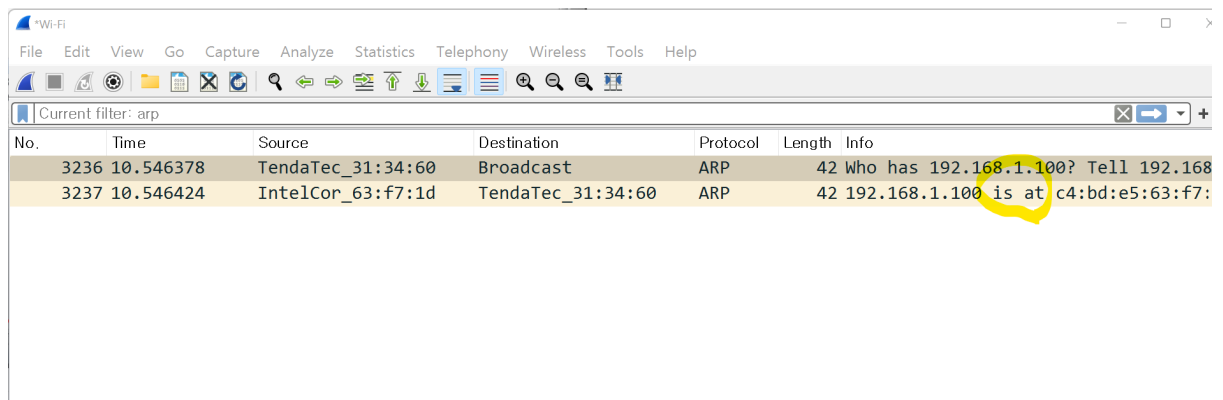 *Wi-Fi
File Edit View Go Capture Analyze Statistics Telephony Wireless Tools Help
Current filter: arp
No. Time Source Destination Protocol Length Info
3236 10.546378 TendaTec_31:34:60 Broadcast ARP 42 Who has 192.168.1.100? Tell 192.168
3237 10.546424 IntelCor_63:f7:1d TendaTec_31:34:60 ARP 42 192.168.1.100 is at c4:bd:e5:63:f7: